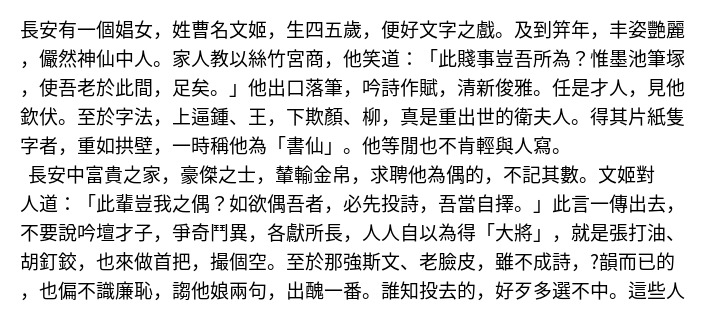 長安有一個娼女，姓曹名文姬，生四五歲，便好文字之戲。及到笄年，丰姿艷麗
，儼然神仙中人。家人教以絲竹宮商，他笑道：「此賤事豈吾所為？惟墨池筆塚
，使吾老於此間，足矣。」他出口落筆，吟詩作賦，清新俊雅。任是才人，見他
欽伏。至於字法，上逼鍾、王，下欺顏、柳，真是重出世的衛夫人。得其片紙隻
字者，重如拱壁，一時稱他為「書仙」。他等閒也不肯輕與人寫。
長安中富貴之家，豪傑之士，輦輸金帛，求聘他為偶的，不記其數。文姬對
人道：「此輩豈我之偶？如欲偶吾者，必先投詩，吾當自擇。」此言一傳出去，
不要說吟壇才子，爭奇鬥異，各獻所長，人人自以為得「大將」，就是張打油、
胡釘鉸，也來做首把，撮個空。至於那強斯文、老臉皮，雖不成詩，?韻而已的
，也偏不識廉恥，謅他娘兩句，出醜一番。誰知投去的，好歹多選不中。這些人